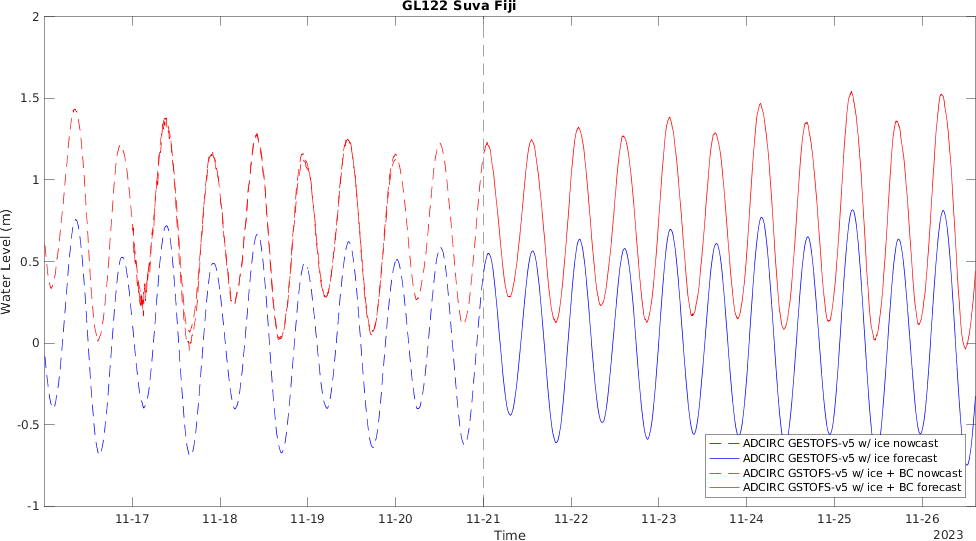 GL122 Suva Fiji
2
1.5
1
0.5
0
-0.5
-1
Water Level (m)
ADCIRC GESTOFS-v5 w/ ice nowcast
ADCIRC GESTOFS-v5 w/ ice forecast
ADCIRC GSTOFS-v5 w/ ice + BC nowcast
ADCIRC GSTOFS-v5 w/ ice + BC forecast
11-17 11-18 11-19 11-20 11-21 11-22 11-23 11-24 11-25 11-26
Time
2023